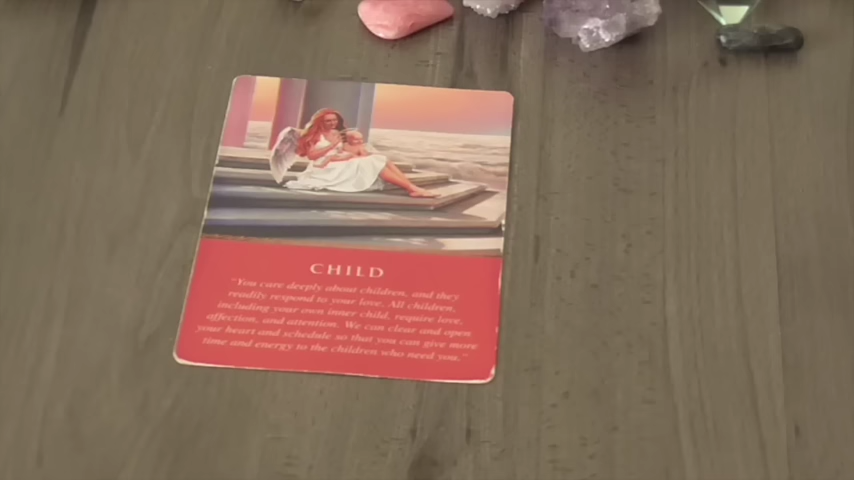 CHILD
"You care deeply about children, and they
readily respond to your love. All children,
including your own inner child, require love,
affection, and attention. We can clear and open
your heart and schedule so that you can give more
time and energy to the children who need you."